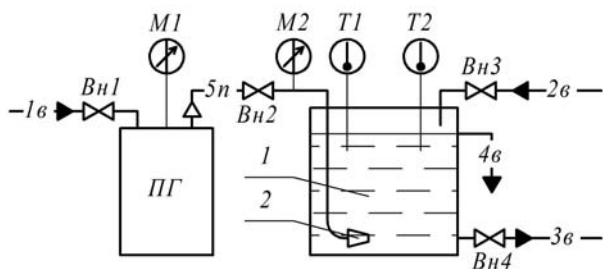 М1 М2 Т1 Т2
Вн1 5п Вн2 Вн3
1в 2в
1 4в
ПГ
2 3в
Вн4